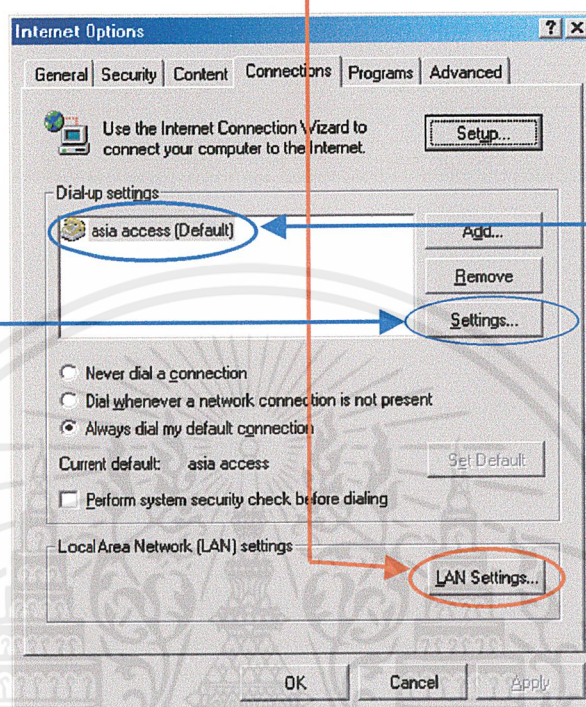 Internet Options
General Security Content Connections Programs Advanced
Use the Internet Connection Wizard to
connect your computer to the Internet.
Setup...
Dial-up settings
asia access (Default)
Add...
Remove
Settings...
Never dial a connection
Dial whenever a network connection is not present
Always dial my default connection
Current default: asia access
Set Default
Perform system security check before dialing
Local Area Network (LAN) settings
LAN Settings...
OK Cancel Apply